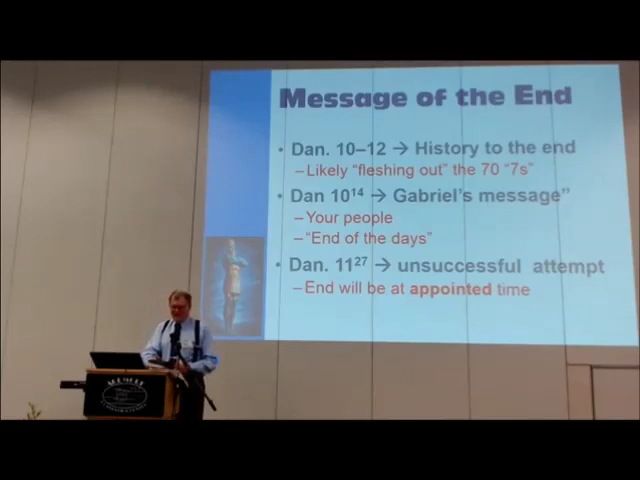 Message of the End
• Dan. 10–12 → History to the end
– Likely "fleshing out" the 70 "7s"
• Dan 10¹⁴ → Gabriel's message"
– Your people
– "End of the days"
• Dan. 11²⁷ → unsuccessful attempt
– End will be at appointed time